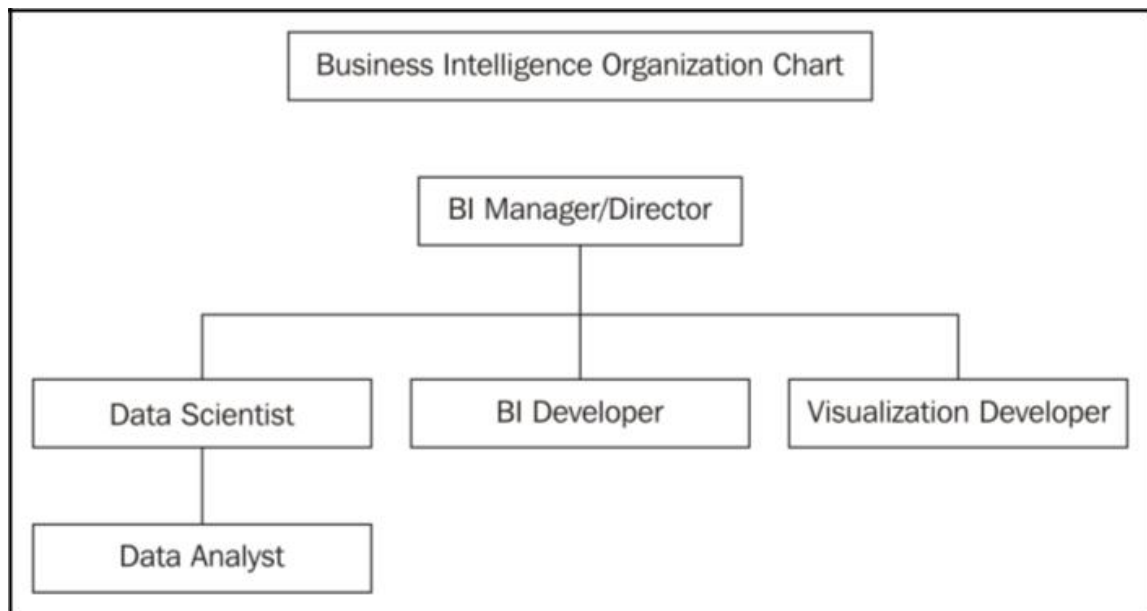 Business Intelligence Organization Chart
BI Manager/Director
Data Scientist
BI Developer
Visualization Developer
Data Analyst